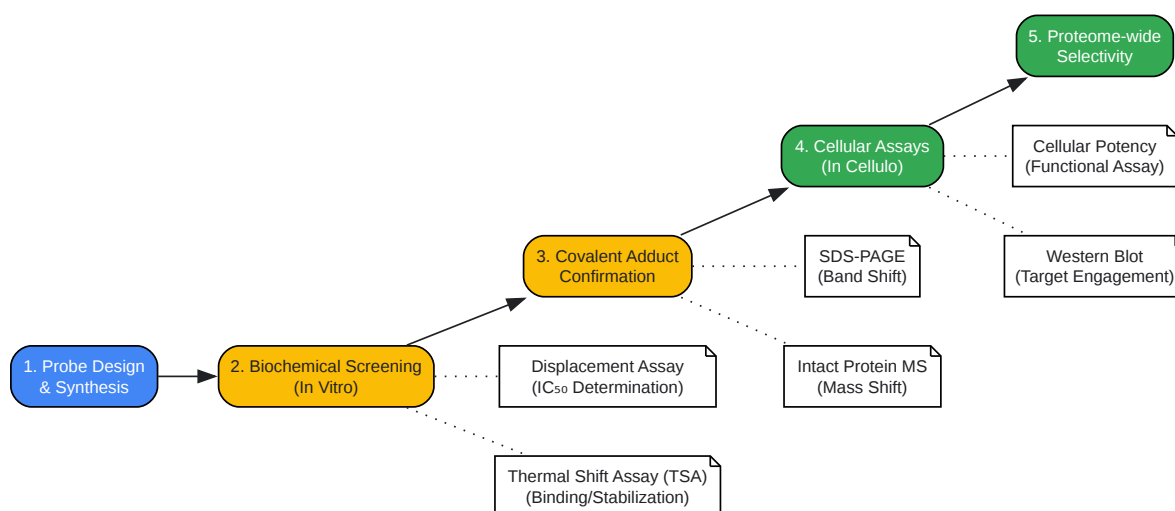 5. Proteome-wide
Selectivity
4. Cellular Assays
(In Cellulo)
Cellular Potency
(Functional Assay)
3. Covalent Adduct
Confirmation
SDS-PAGE
(Band Shift)
Western Blot
(Target Engagement)
1. Probe Design
& Synthesis
2. Biochemical Screening
(In Vitro)
Displacement Assay
(IC₅₀ Determination)
Intact Protein MS
(Mass Shift)
Thermal Shift Assay (TSA)
(Binding/Stabilization)